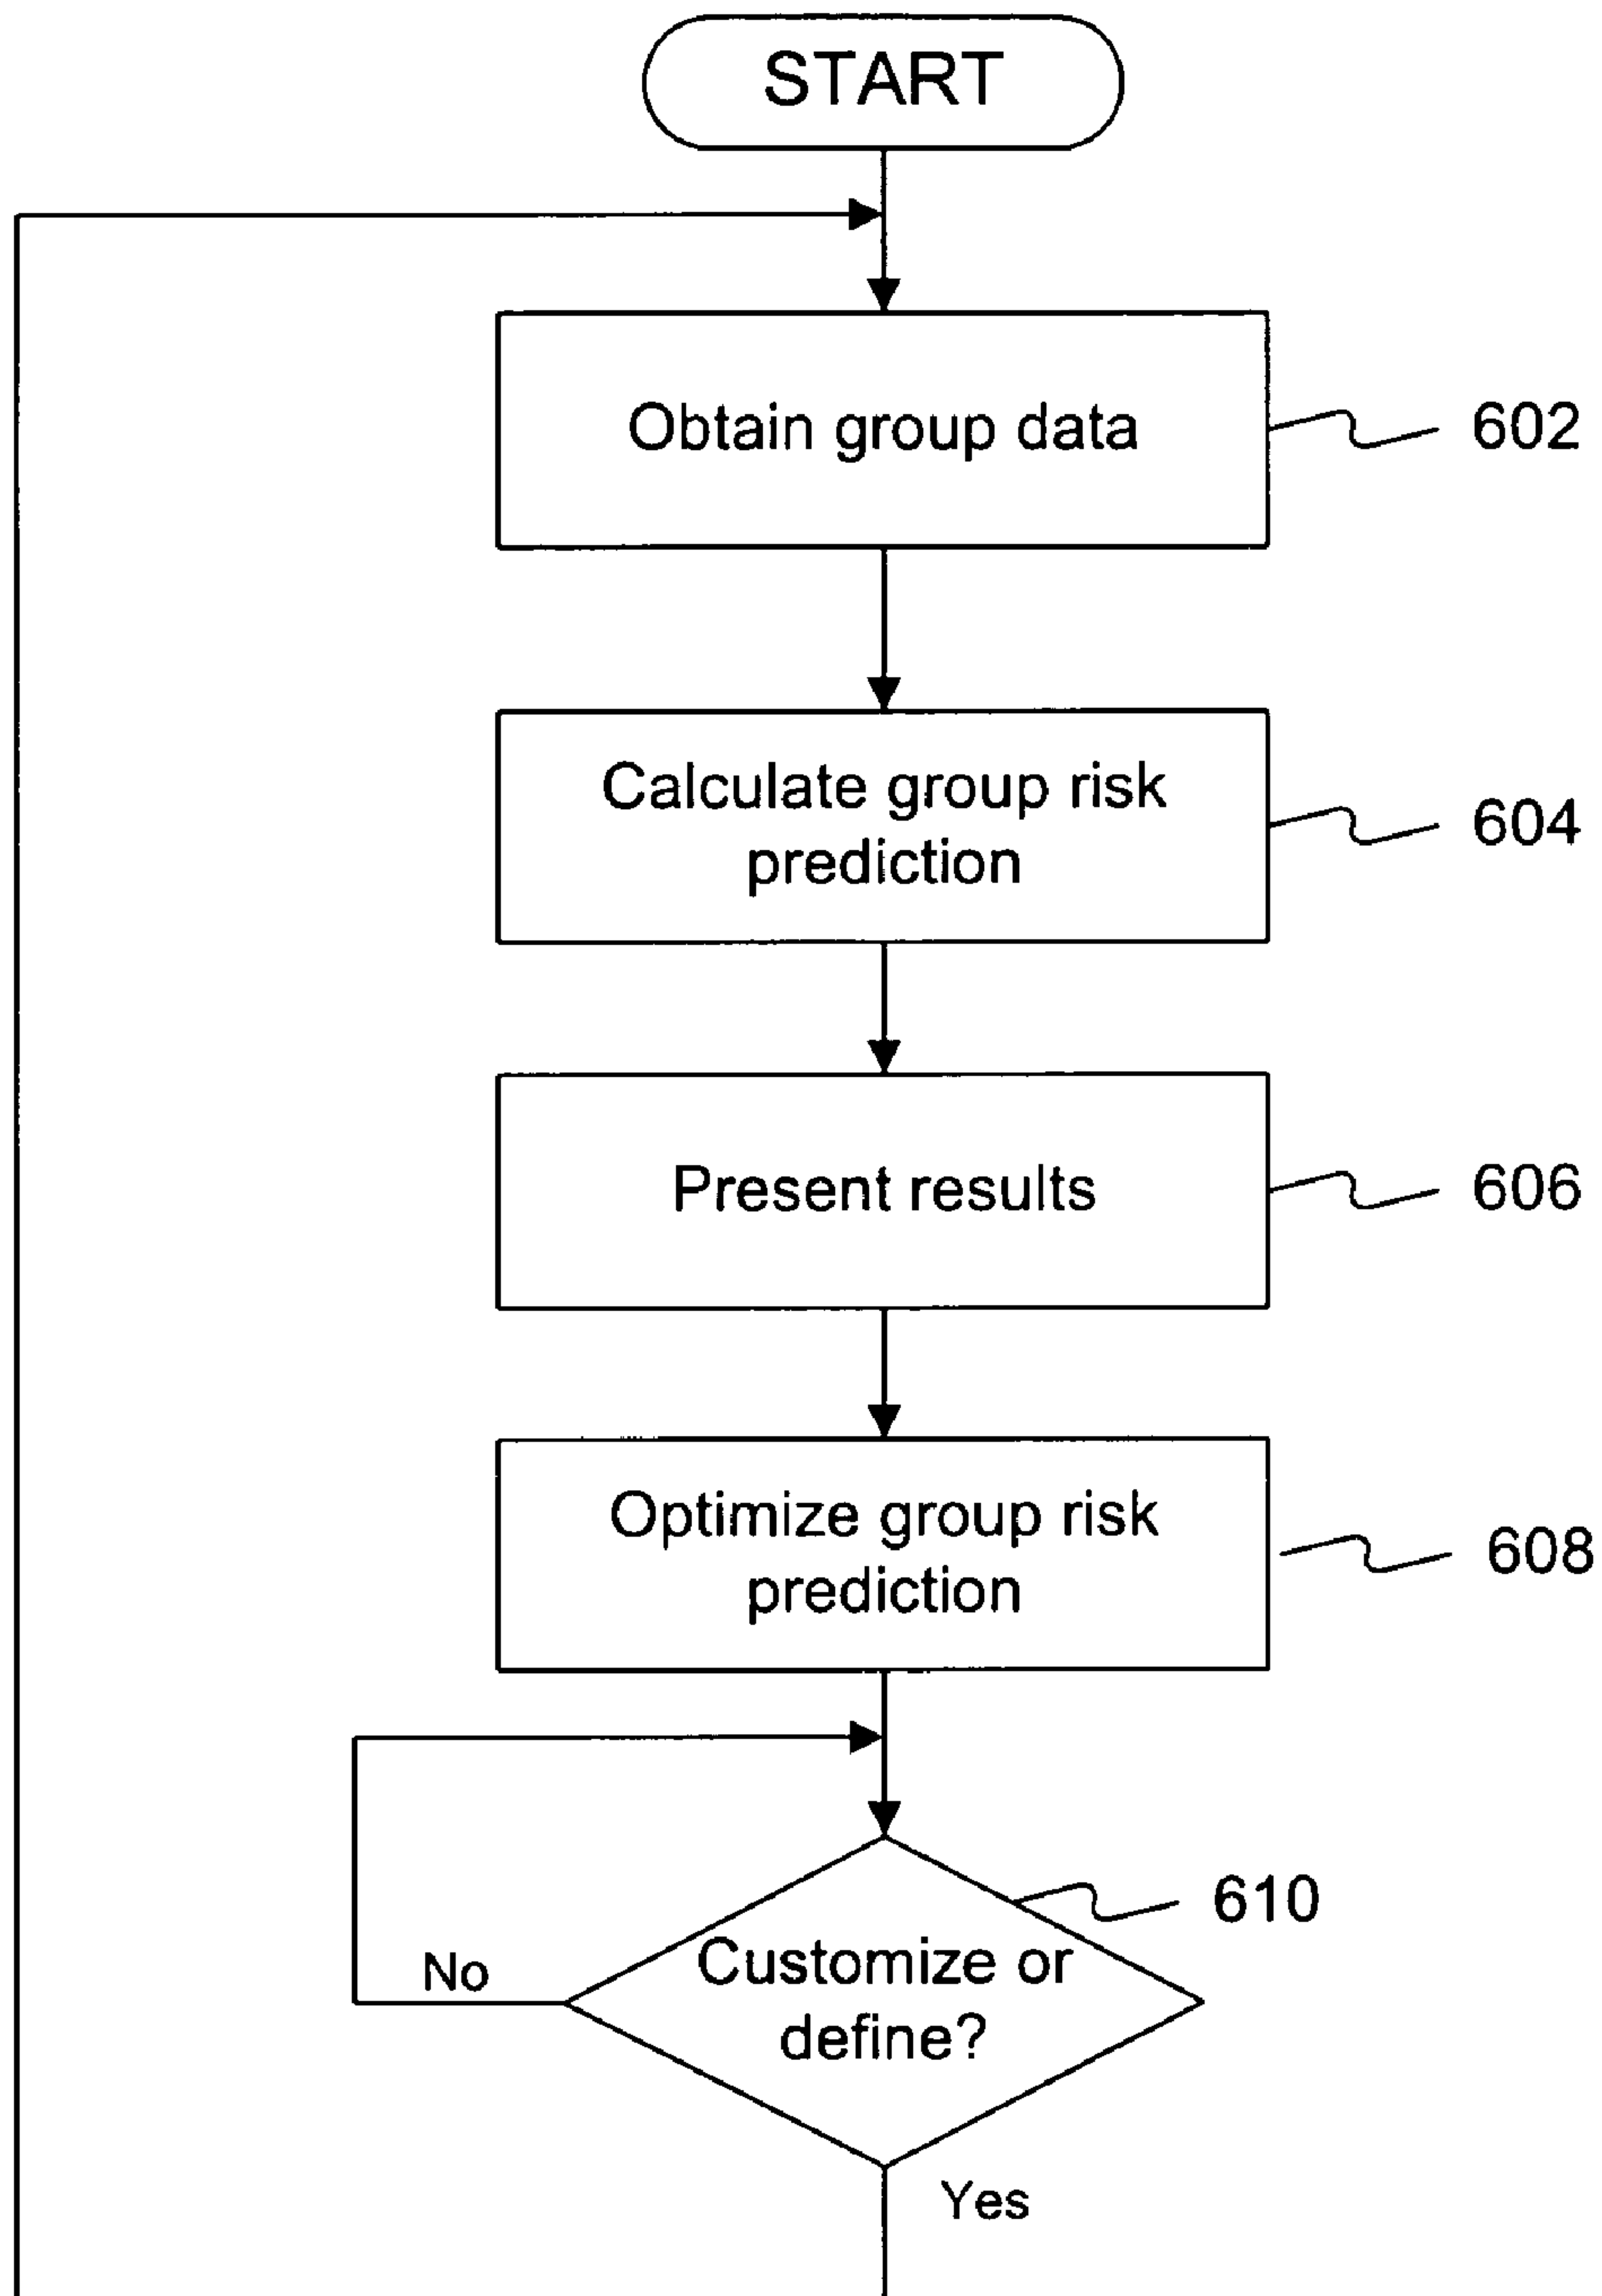 START
Obtain group data
602
Calculate group risk
prediction
604
Present results
606
Optimize group risk
prediction
608
610
Customize or
define?
No
Yes